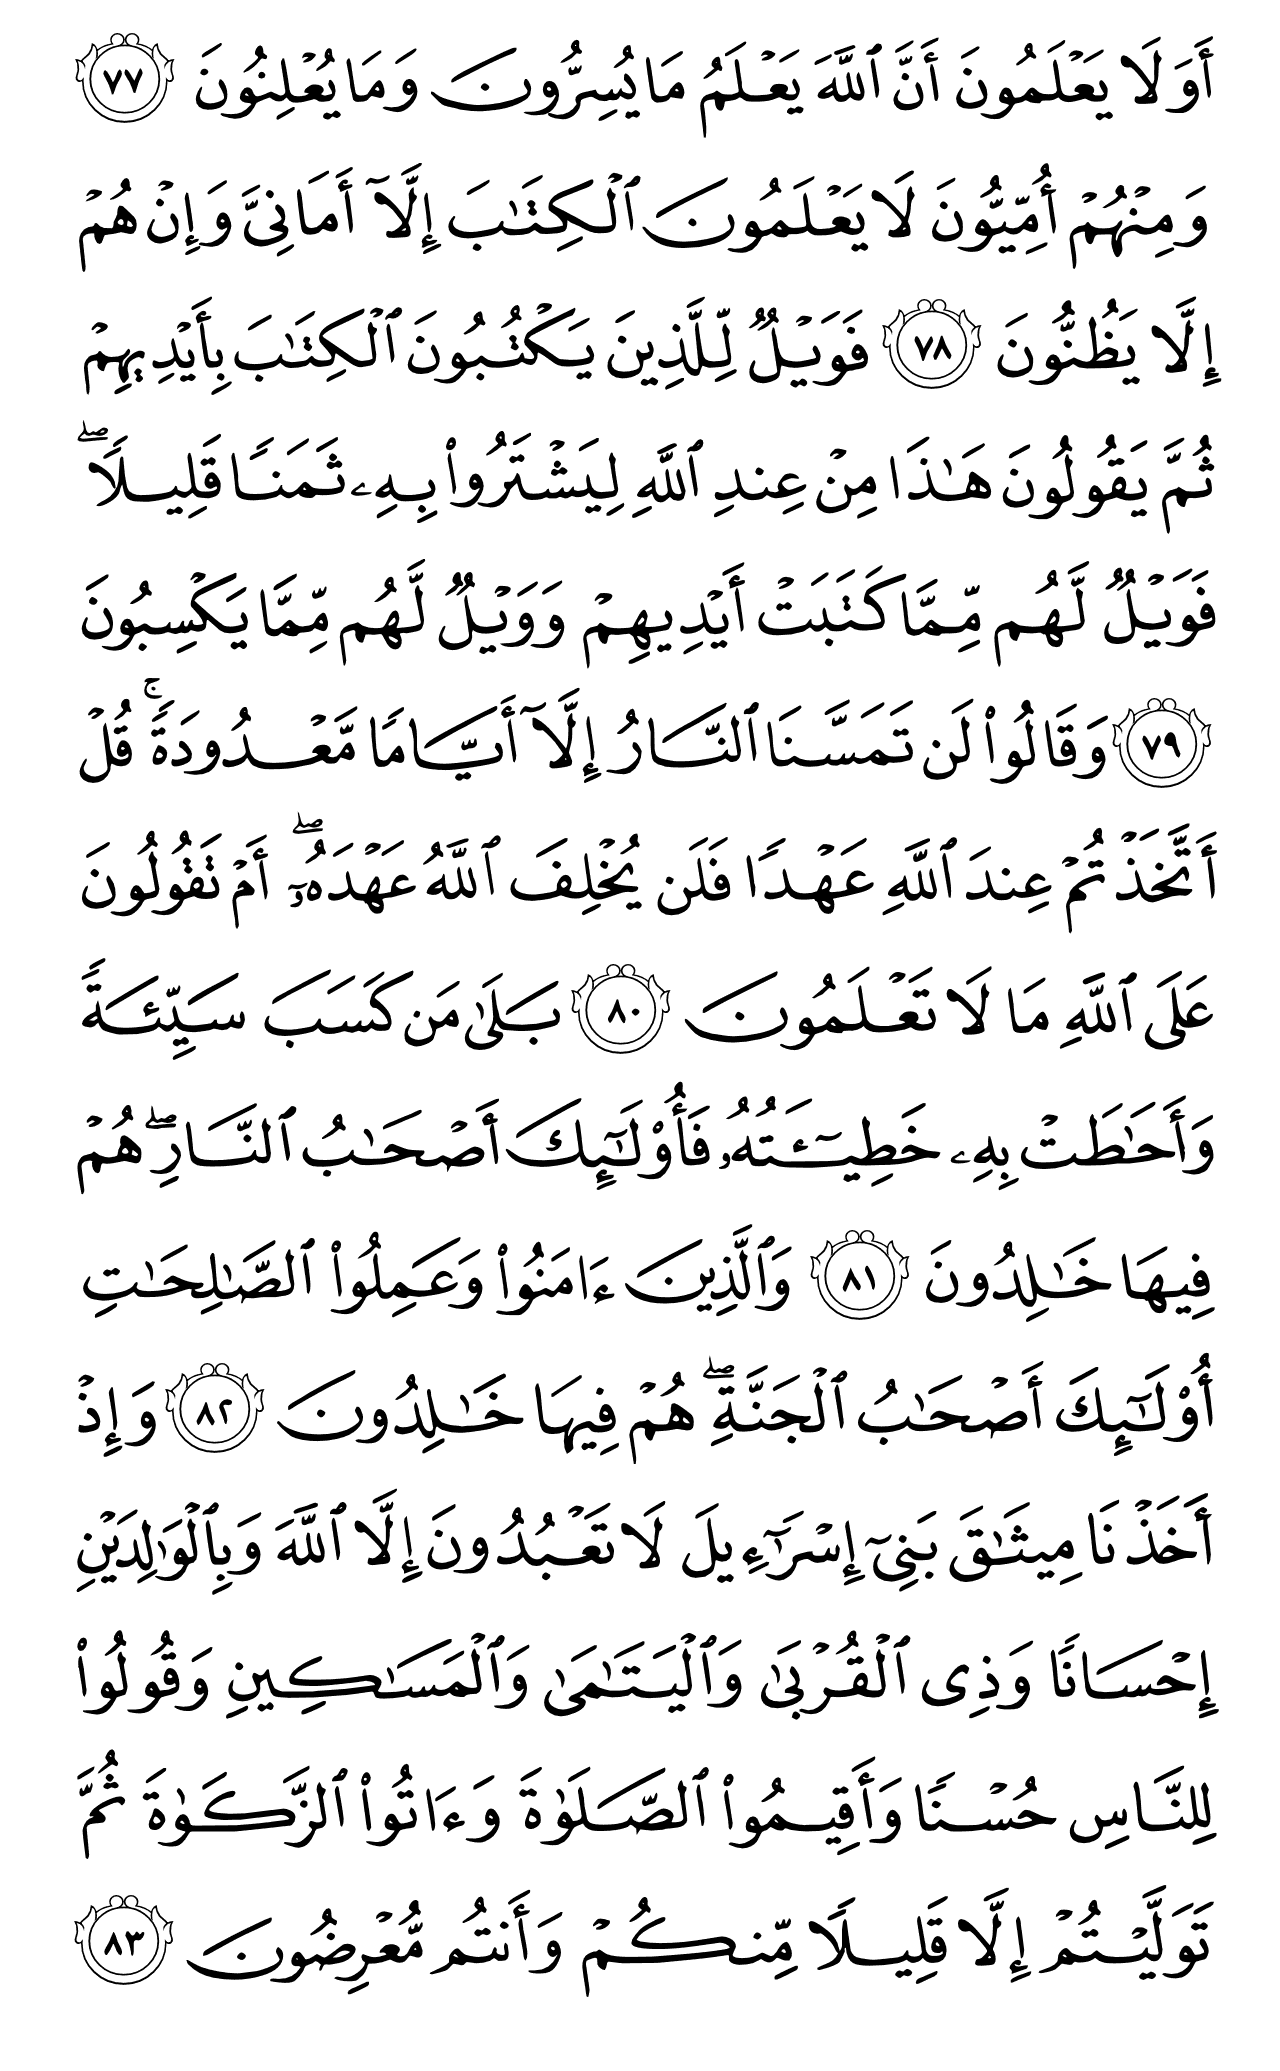 أَوَلَا يَعْلَمُونَ أَنَّ ٱللَّهَ يَعْلَمُ مَا يُسِرُّونَ وَمَا يُعْلِنُونَ ٧٧
وَمِنْهُمْ أُمِّيُّونَ لَا يَعْلَمُونَ ٱلْكِتَٰبَ إِلَّآ أَمَانِىَّ وَإِنْ هُمْ
إِلَّا يَظُنُّونَ ٧٨ فَوَيْلٌ لِّلَّذِينَ يَكْتُبُونَ ٱلْكِتَٰبَ بِأَيْدِيهِمْ
ثُمَّ يَقُولُونَ هَٰذَا مِنْ عِندِ ٱللَّهِ لِيَشْتَرُوا۟ بِهِۦ ثَمَنًا قَلِيلًا ۖ
فَوَيْلٌ لَّهُم مِّمَّا كَتَبَتْ أَيْدِيهِمْ وَوَيْلٌ لَّهُم مِّمَّا يَكْسِبُونَ
٧٩ وَقَالُوا۟ لَن تَمَسَّنَا ٱلنَّارُ إِلَّآ أَيَّامًا مَّعْدُودَةً ۚ قُلْ
أَتَّخَذْتُمْ عِندَ ٱللَّهِ عَهْدًا فَلَن يُخْلِفَ ٱللَّهُ عَهْدَهُۥٓ ۖ أَمْ تَقُولُونَ
عَلَى ٱللَّهِ مَا لَا تَعْلَمُونَ ٨٠ بَلَىٰ مَن كَسَبَ سَيِّئَةً
وَأَحَٰطَتْ بِهِۦ خَطِيٓـَٔتُهُۥ فَأُو۟لَٰٓئِكَ أَصْحَٰبُ ٱلنَّارِ ۖ هُمْ
فِيهَا خَٰلِدُونَ ٨١ وَٱلَّذِينَ ءَامَنُوا۟ وَعَمِلُوا۟ ٱلصَّٰلِحَٰتِ
أُو۟لَٰٓئِكَ أَصْحَٰبُ ٱلْجَنَّةِ ۖ هُمْ فِيهَا خَٰلِدُونَ ٨٢ وَإِذْ
أَخَذْنَا مِيثَٰقَ بَنِىٓ إِسْرَٰٓءِيلَ لَا تَعْبُدُونَ إِلَّا ٱللَّهَ وَبِٱلْوَٰلِدَيْنِ
إِحْسَانًا وَذِى ٱلْقُرْبَىٰ وَٱلْيَتَٰمَىٰ وَٱلْمَسَٰكِينِ وَقُولُوا۟
لِلنَّاسِ حُسْنًا وَأَقِيمُوا۟ ٱلصَّلَوٰةَ وَءَاتُوا۟ ٱلزَّكَوٰةَ ثُمَّ
تَوَلَّيْتُمْ إِلَّا قَلِيلًا مِّنكُمْ وَأَنتُم مُّعْرِضُونَ ٨٣